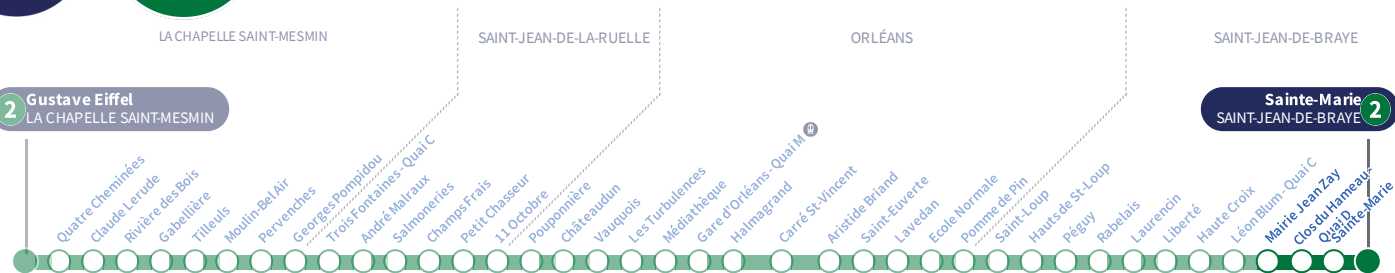 LA CHAPELLE SAINT-MESMIN
SAINT-JEAN-DE-LA-RUELLE
ORLÉANS
SAINT-JEAN-DE-BRAYE
2
Gustave Eiffel
LA CHAPELLE SAINT-MESMIN
Sainte-Marie
SAINT-JEAN-DE-BRAYE
2
Quatre Cheminées
Claude Lerude
Rivière des Bois
Gabellière
Tilleuls
Moulin-Bel Air
Pervenches
Georges Pompidou
Trois Fontaines - Quai C
André Malraux
Salmoneries
Champs Frais
Petit Chasseur
11 Octobre
Pouponnière
Châteaudun
Vauquois
Les Turbulences
Médiathèque
Gare d'Orléans - Quai M
Halmagrand
Carré St-Vincent
Aristide Briand
Saint-Euverte
Lavedan
Ecole Normale
Pomme de Pin
Saint-Loup
Hauts de St-Loup
Péguy
Rabelais
Laurencin
Liberté
Haute Croix
Léon Blum - Quai C
Mairie Jean Zay
Clos du Hameau -
Quai D
Sainte-Marie